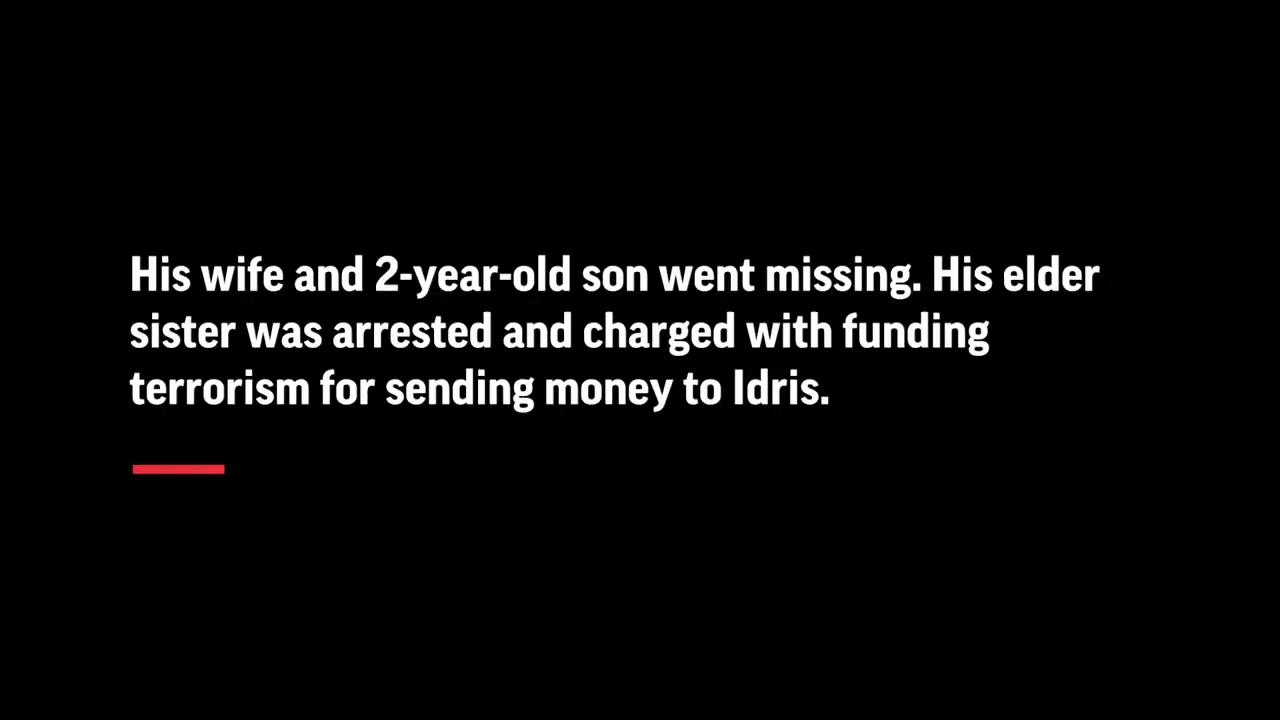 His wife and 2-year-old son went missing. His elder
sister was arrested and charged with funding
terrorism for sending money to Idris.